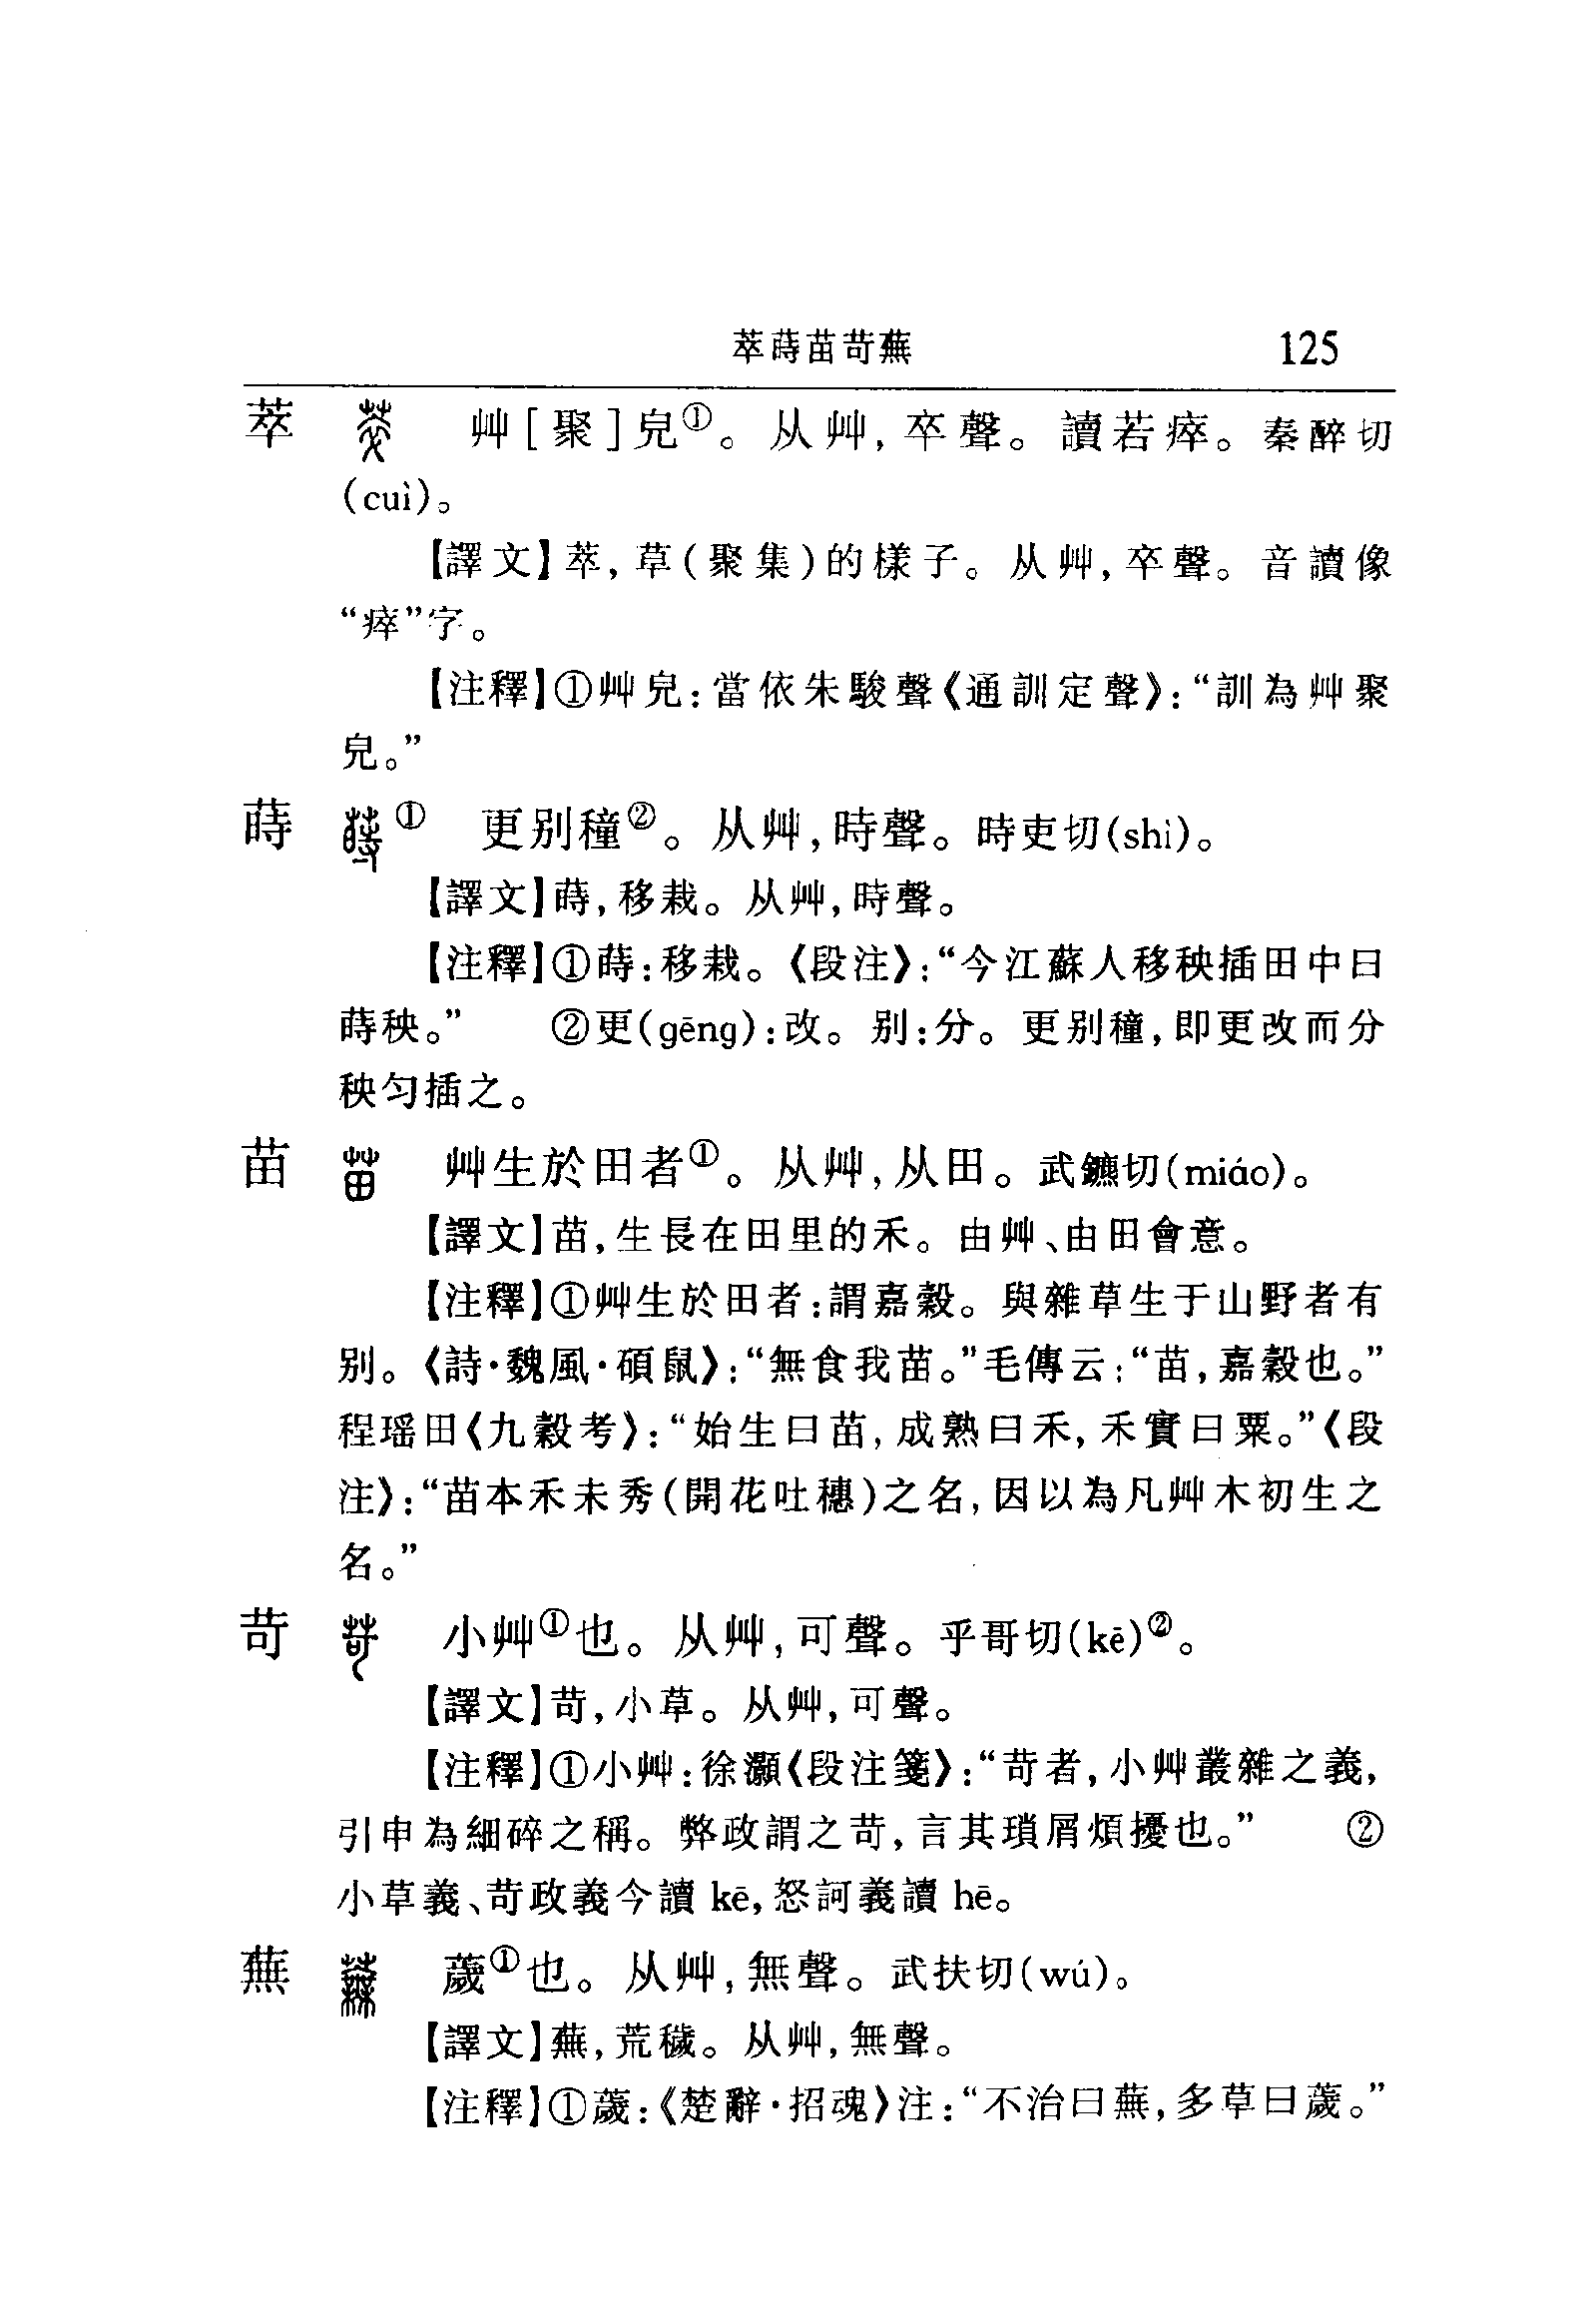 萃蒔苗苛蕪 125
萃 艸[聚]皃①。从艸,卒聲。讀若瘁。秦醉切
(cuì)。
【譯文】萃,草(聚集)的樣子。从艸,卒聲。音讀像
“瘁”字。
【注釋】①艸皃:當依朱駿聲《通訓定聲》:“訓為艸聚
皃。”
蒔 ① 更别穜②。从艸,時聲。時吏切(shì)。
【譯文】蒔,移栽。从艸,時聲。
【注釋】①蒔:移栽。《段注》:“今江蘇人移秧插田中曰
蒔秧。” ②更(gēng):改。别:分。更别穜,即更改而分
秧匀插之。
苗 艸生於田者①。从艸,从田。武鑣切(miáo)。
【譯文】苗,生長在田里的禾。由艸、由田會意。
【注釋】①艸生於田者:謂嘉穀。與雜草生于山野者有
别。《詩·魏風·碩鼠》:“無食我苗。”毛傳云:“苗,嘉穀也。”
程瑶田《九穀考》:“始生曰苗,成熟曰禾,禾實曰粟。”《段
注》:“苗本禾未秀(開花吐穗)之名,因以為凡艸木初生之
名。”
苛 小艸①也。从艸,可聲。乎哥切(kē)②。
【譯文】苛,小草。从艸,可聲。
【注釋】①小艸:徐灝《段注箋》:“苛者,小艸叢雜之義,
引申為細碎之稱。弊政謂之苛,言其瑣屑煩擾也。” ②
小草義、苛政義今讀 kē,怒訶義讀 hē。
蕪 薉①也。从艸,無聲。武扶切(wú)。
【譯文】蕪,荒穢。从艸,無聲。
【注釋】①薉:《楚辭·招魂》注:“不治曰蕪,多草曰薉。”